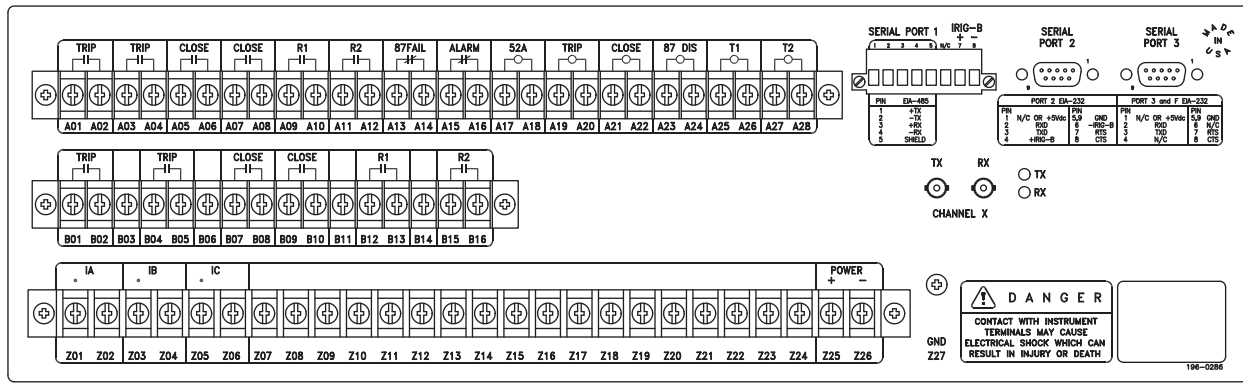 TRIP TRIP CLOSE CLOSE R1 R2 87FAIL ALARM 52A TRIP CLOSE 87 DIS T1 T2
A01 A02 A03 A04 A05 A06 A07 A08 A09 A10 A11 A12 A13 A14 A15 A16 A17 A18 A19 A20 A21 A22 A23 A24 A25 A26 A27 A28
SERIAL PORT 1 IRIG-B
+ −
1 2 3 4 5 N/C 7 8
PIN EIA-485
1 +TX
2 -TX
3 +RX
4 -RX
5 SHIELD
SERIAL
PORT 2
1
9
SERIAL
PORT 3
1
9
MADE
IN
USA
PORT 2 EIA-232
PIN PIN
1 N/C OR +5Vdc 5,9 GND
2 RXD 6 -IRIG-B
3 TXD 7 RTS
4 +IRIG-B 8 CTS
PORT 3 and F EIA-232
PIN PIN
1 N/C OR +5Vdc 5,9 GND
2 RXD 6 N/C
3 TXD 7 RTS
4 N/C 8 CTS
TX RX
CHANNEL X
TX
RX
TRIP TRIP CLOSE CLOSE R1 R2
B01 B02 B03 B04 B05 B06 B07 B08 B09 B10 B11 B12 B13 B14 B15 B16
IA IB IC POWER
+ −
Z01 Z02 Z03 Z04 Z05 Z06 Z07 Z08 Z09 Z10 Z11 Z12 Z13 Z14 Z15 Z16 Z17 Z18 Z19 Z20 Z21 Z22 Z23 Z24 Z25 Z26
GND
Z27
DANGER
CONTACT WITH INSTRUMENT
TERMINALS MAY CAUSE
ELECTRICAL SHOCK WHICH CAN
RESULT IN INJURY OR DEATH
196-0286